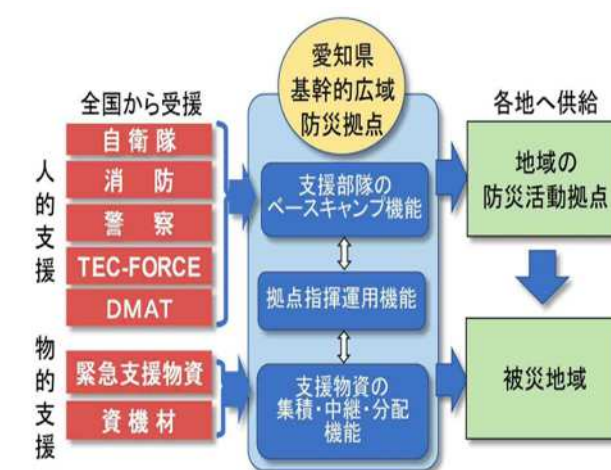 愛知県
基幹的広域
防災拠点
全国から受援
各地へ供給
人的支援
自衛隊
消防
警察
TEC-FORCE
DMAT
物的支援
緊急支援物資
資機材
支援部隊の
ベースキャンプ機能
拠点指揮運用機能
支援物資の
集積・中継・分配
機能
地域の
防災活動拠点
被災地域